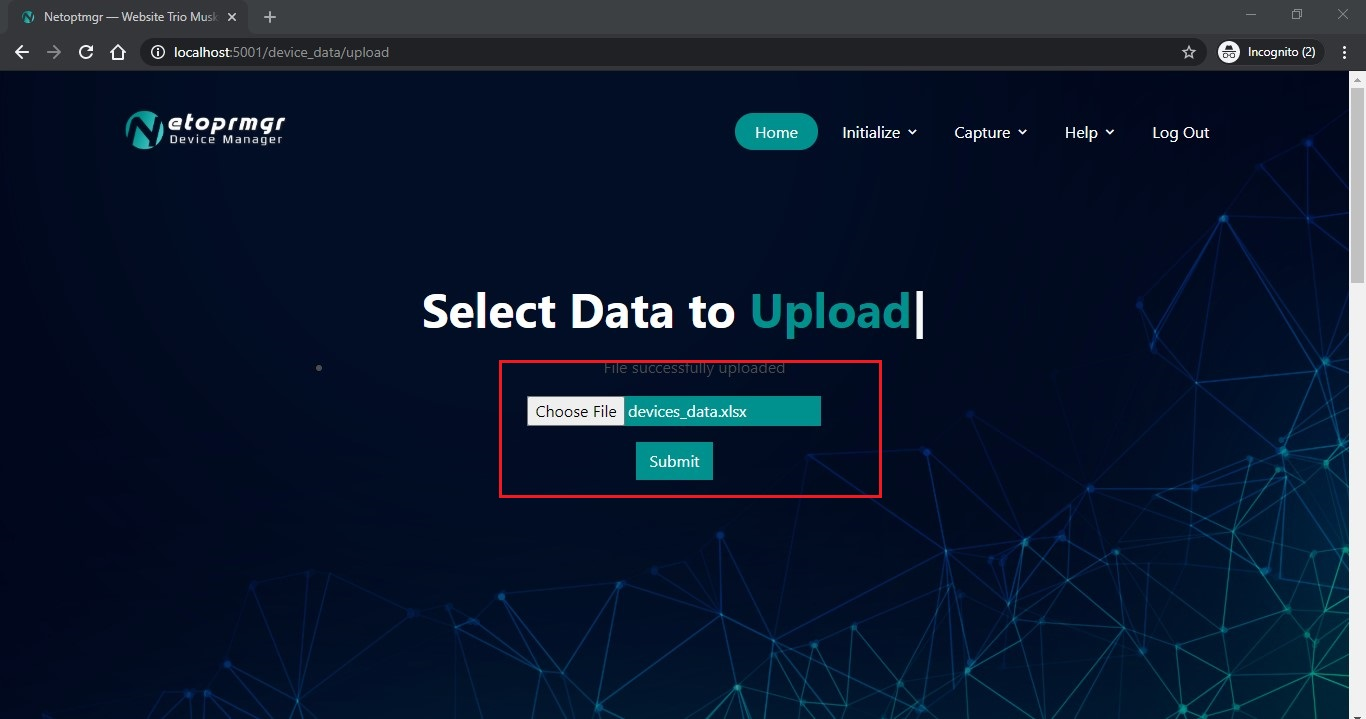 Netoptmgr — Website Trio Musk
localhost:5001/device_data/upload
Incognito (2)
Netoprmgr
Device Manager
Home
Initialize
Capture
Help
Log Out
Select Data to Upload|
File successfully uploaded
Choose File devices_data.xlsx
Submit